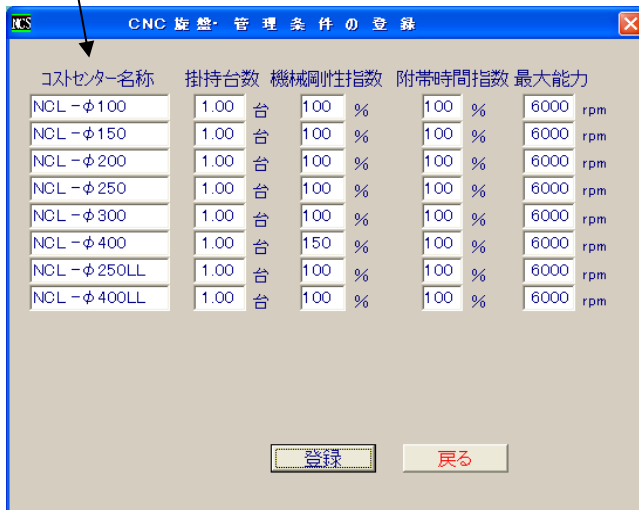 NCS CNC 旋盤・ 管 理 条 件 の 登 録
コストセンター名称 掛持台数 機械剛性指数 附帯時間指数 最大能力
NCL－φ100 1.00 台 100 % 100 % 6000 rpm
NCL－φ150 1.00 台 100 % 100 % 6000 rpm
NCL－φ200 1.00 台 100 % 100 % 6000 rpm
NCL－φ250 1.00 台 100 % 100 % 6000 rpm
NCL－φ300 1.00 台 100 % 100 % 6000 rpm
NCL－φ400 1.00 台 150 % 100 % 6000 rpm
NCL－φ250LL 1.00 台 100 % 100 % 6000 rpm
NCL－φ400LL 1.00 台 100 % 100 % 6000 rpm
登録 戻る